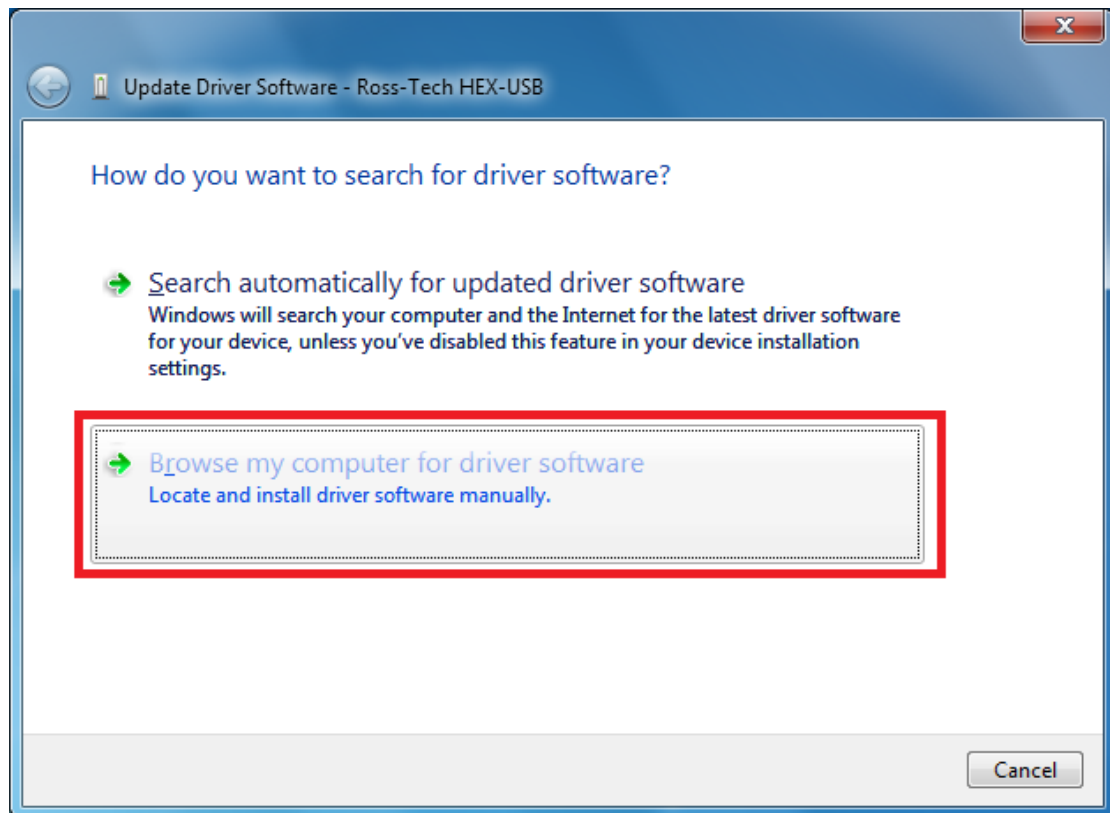 x
Update Driver Software - Ross-Tech HEX-USB
How do you want to search for driver software?
Search automatically for updated driver software
Windows will search your computer and the Internet for the latest driver software
for your device, unless you've disabled this feature in your device installation
settings.
Browse my computer for driver software
Locate and install driver software manually.
Cancel